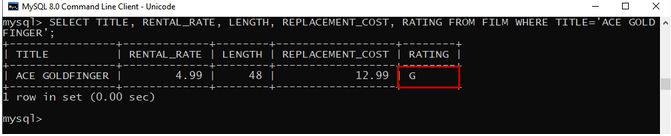 MySQL 8.0 Command Line Client - Unicode
mysql> SELECT TITLE, RENTAL_RATE, LENGTH, REPLACEMENT_COST, RATING FROM FILM WHERE TITLE='ACE GOLD
FINGER';
+----------------+-------------+--------+------------------+--------+
| TITLE          | RENTAL_RATE | LENGTH | REPLACEMENT_COST | RATING |
+----------------+-------------+--------+------------------+--------+
| ACE GOLDFINGER |        4.99 |     48 |            12.99 | G      |
+----------------+-------------+--------+------------------+--------+
1 row in set (0.00 sec)
mysql>